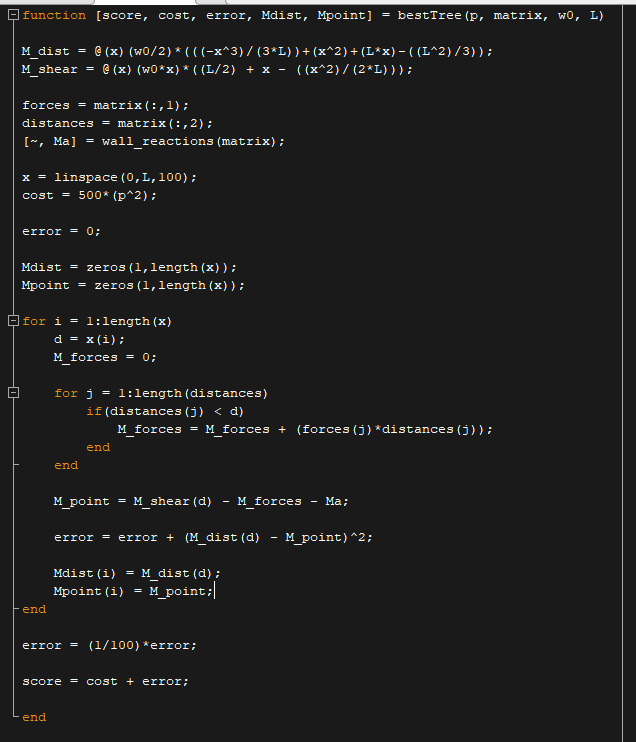 function [score, cost, error, Mdist, Mpoint] = bestTree(p, matrix, w0, L)
M_dist = @(x)(w0/2)*(((-x^3)/(3*L))+(x^2)+(L*x)-((L^2)/3));
M_shear = @(x)(w0*x)*((L/2) + x - ((x^2)/(2*L)));
forces = matrix(:,1);
distances = matrix(:,2);
[~, Ma] = wall_reactions(matrix);
x = linspace(0,L,100);
cost = 500*(p^2);
error = 0;
Mdist = zeros(1,length(x));
Mpoint = zeros(1,length(x));
for i = 1:length(x)
    d = x(i);
    M_forces = 0;
    for j = 1:length(distances)
        if(distances(j) < d)
            M_forces = M_forces + (forces(j)*distances(j));
        end
    end
    M_point = M_shear(d) - M_forces - Ma;
    error = error + (M_dist(d) - M_point)^2;
    Mdist(i) = M_dist(d);
    Mpoint(i) = M_point;
end
error = (1/100)*error;
score = cost + error;
end